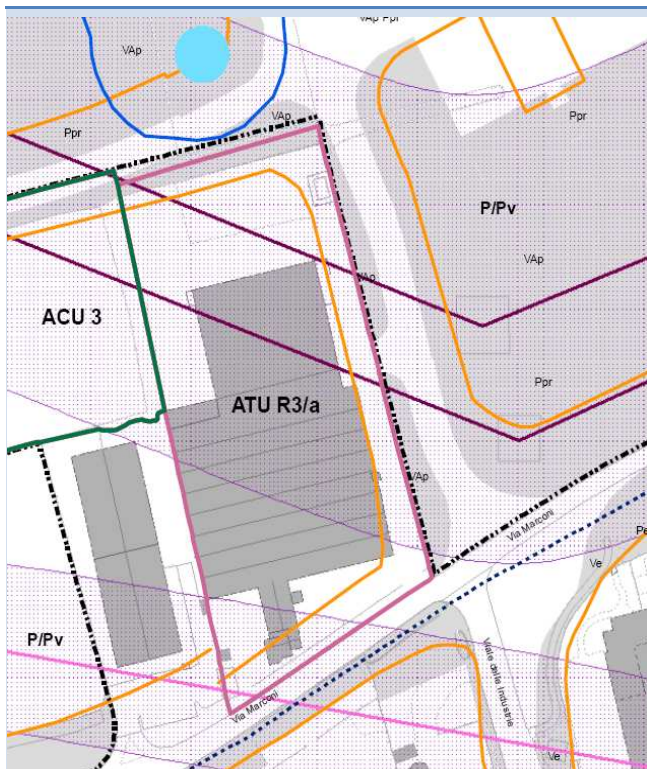 VAp Ppr
VAp
VAp
Ppr
Ppr
P/Pv
VAp
VAp
ACU 3
Ppr
ATU R3/a
VAp
Via Marconi
Ve
P/Pv
Viale delle Industrie
Via Marconi
Ve